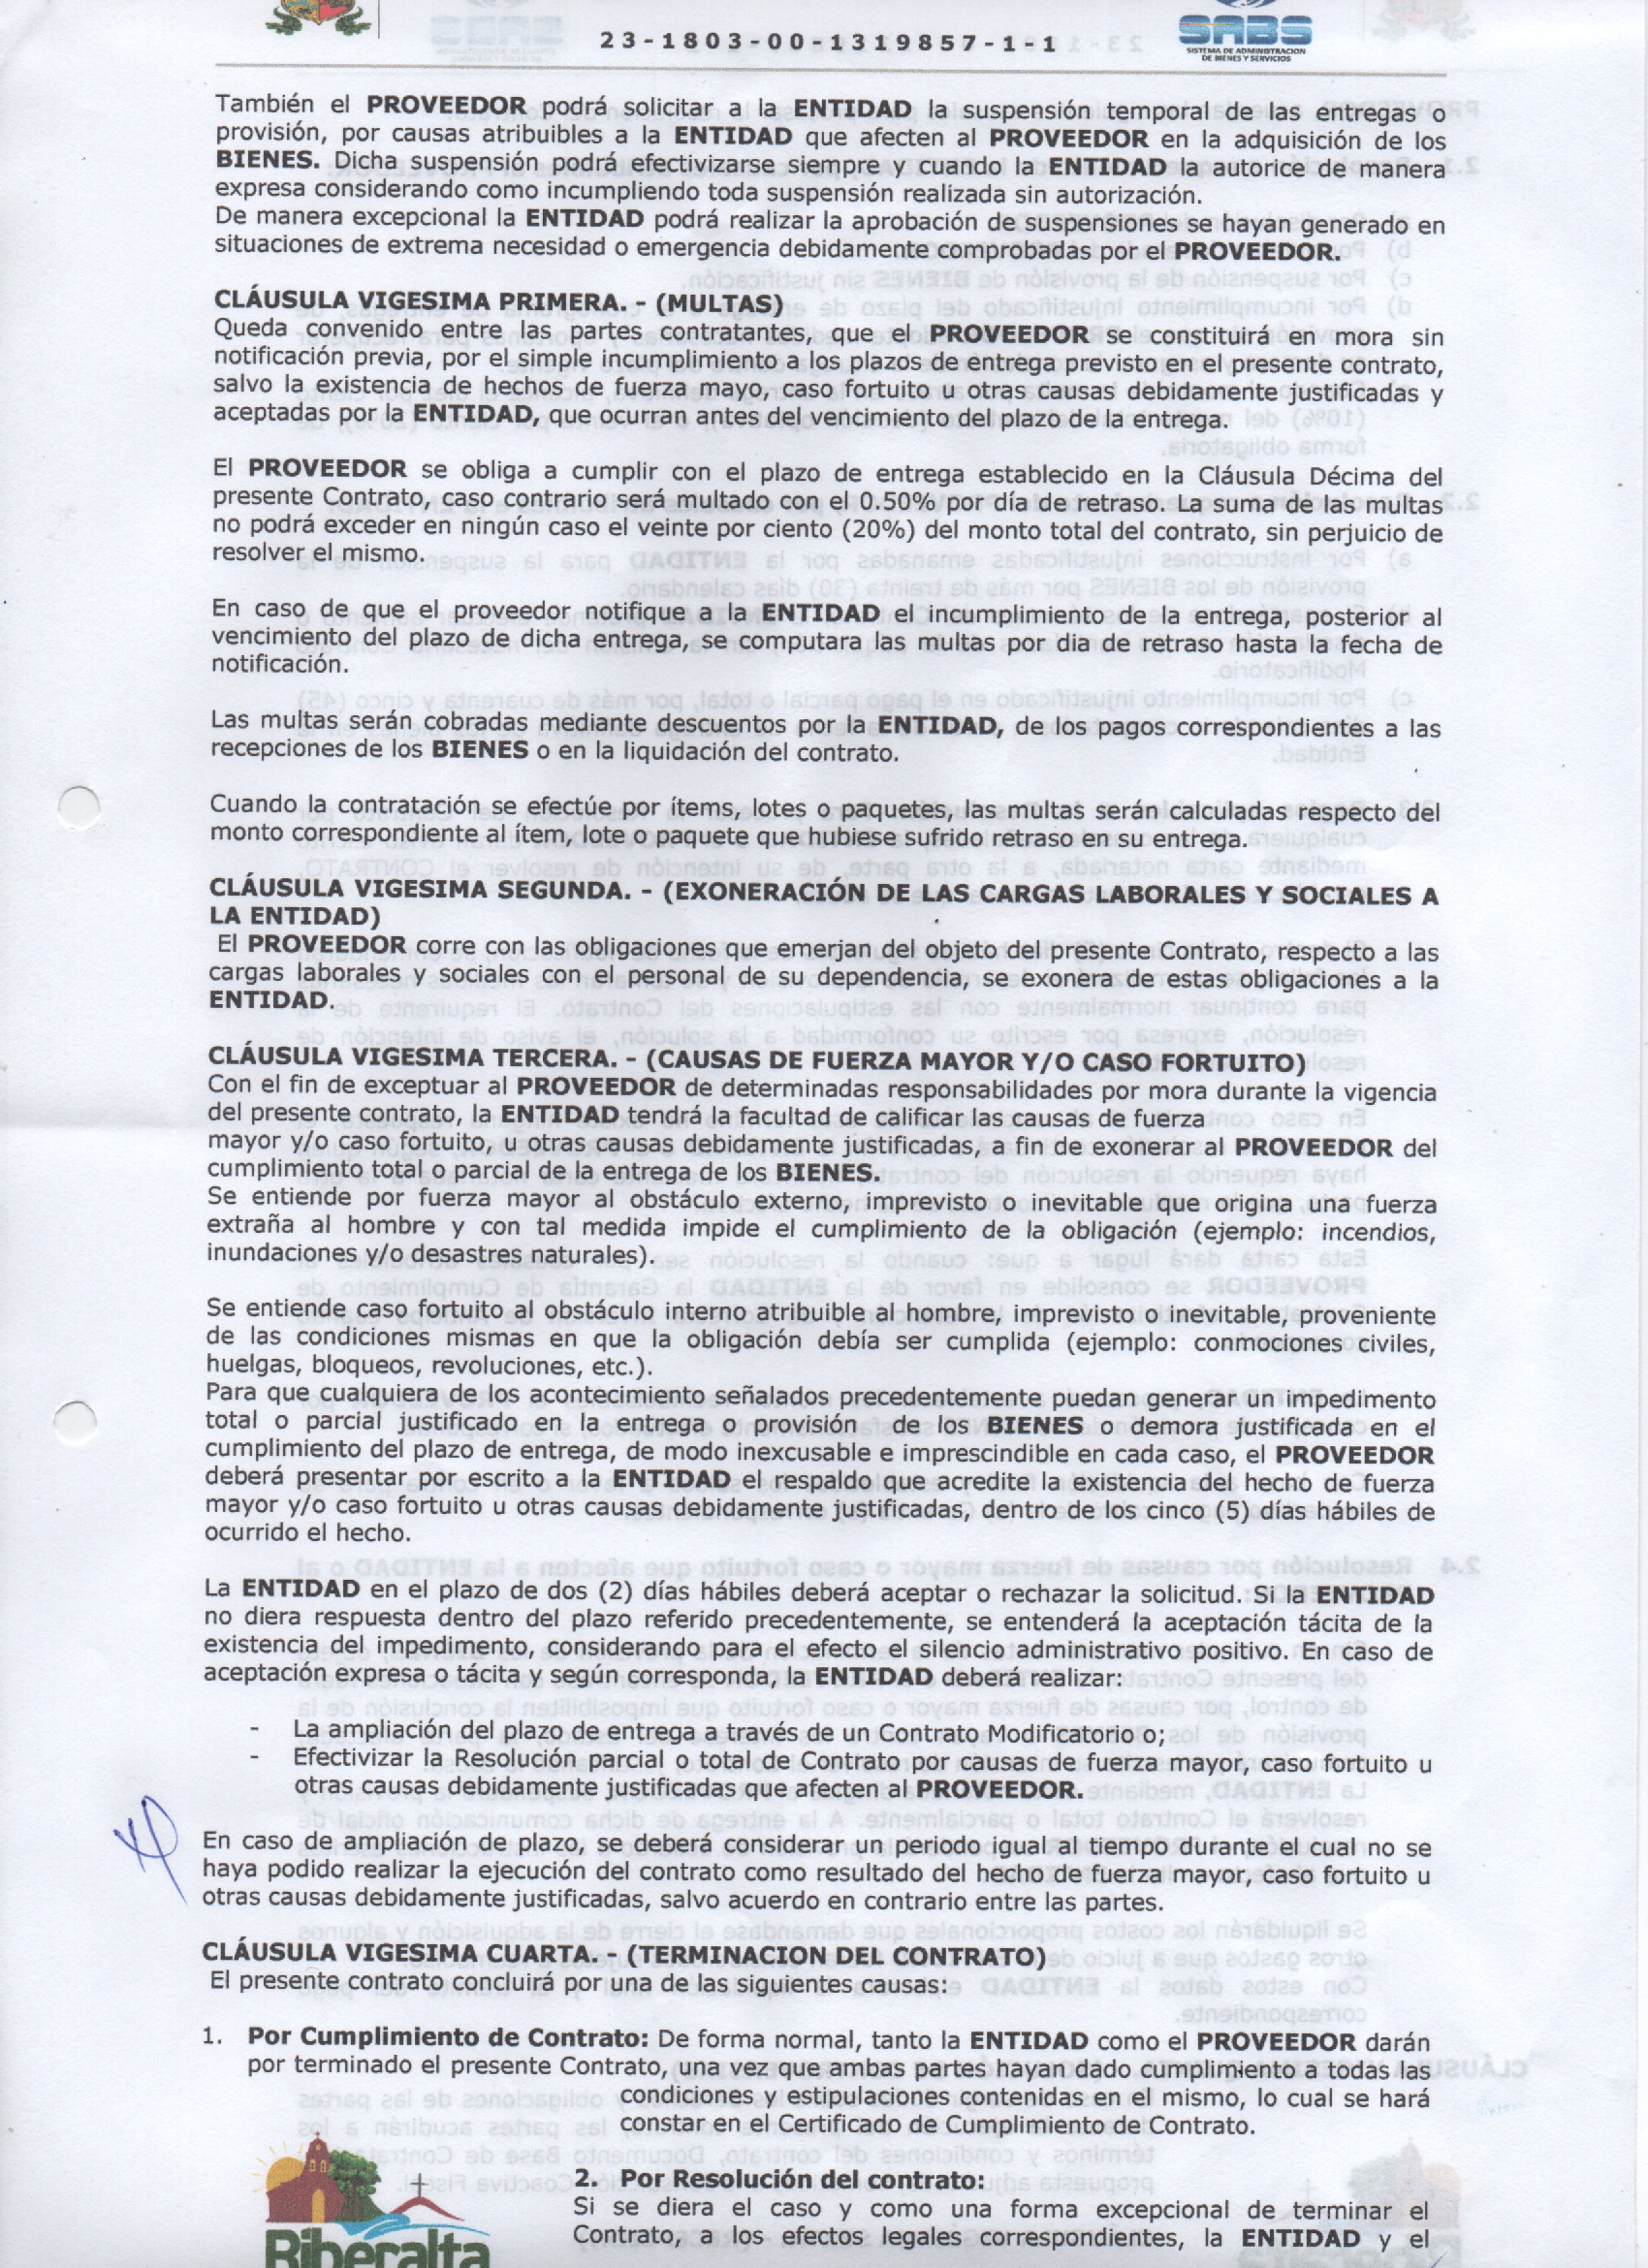 23-1803-00-1319857-1-1
SABS
SISTEMA DE ADMINISTRACION
DE BIENES Y SERVICIOS
También el PROVEEDOR podrá solicitar a la ENTIDAD la suspensión temporal de las entregas o
provisión, por causas atribuibles a la ENTIDAD que afecten al PROVEEDOR en la adquisición de los
BIENES. Dicha suspensión podrá efectivizarse siempre y cuando la ENTIDAD la autorice de manera
expresa considerando como incumpliendo toda suspensión realizada sin autorización.
De manera excepcional la ENTIDAD podrá realizar la aprobación de suspensiones se hayan generado en
situaciones de extrema necesidad o emergencia debidamente comprobadas por el PROVEEDOR.
CLÁUSULA VIGESIMA PRIMERA. - (MULTAS)
Queda convenido entre las partes contratantes, que el PROVEEDOR se constituirá en mora sin
notificación previa, por el simple incumplimiento a los plazos de entrega previsto en el presente contrato,
salvo la existencia de hechos de fuerza mayo, caso fortuito u otras causas debidamente justificadas y
aceptadas por la ENTIDAD, que ocurran antes del vencimiento del plazo de la entrega.
El PROVEEDOR se obliga a cumplir con el plazo de entrega establecido en la Cláusula Décima del
presente Contrato, caso contrario será multado con el 0.50% por día de retraso. La suma de las multas
no podrá exceder en ningún caso el veinte por ciento (20%) del monto total del contrato, sin perjuicio de
resolver el mismo.
En caso de que el proveedor notifique a la ENTIDAD el incumplimiento de la entrega, posterior al
vencimiento del plazo de dicha entrega, se computara las multas por dia de retraso hasta la fecha de
notificación.
Las multas serán cobradas mediante descuentos por la ENTIDAD, de los pagos correspondientes a las
recepciones de los BIENES o en la liquidación del contrato.
Cuando la contratación se efectúe por ítems, lotes o paquetes, las multas serán calculadas respecto del
monto correspondiente al ítem, lote o paquete que hubiese sufrido retraso en su entrega.
CLÁUSULA VIGESIMA SEGUNDA. - (EXONERACIÓN DE LAS CARGAS LABORALES Y SOCIALES A
LA ENTIDAD)
El PROVEEDOR corre con las obligaciones que emerjan del objeto del presente Contrato, respecto a las
cargas laborales y sociales con el personal de su dependencia, se exonera de estas obligaciones a la
ENTIDAD.
CLÁUSULA VIGESIMA TERCERA. - (CAUSAS DE FUERZA MAYOR Y/O CASO FORTUITO)
Con el fin de exceptuar al PROVEEDOR de determinadas responsabilidades por mora durante la vigencia
del presente contrato, la ENTIDAD tendrá la facultad de calificar las causas de fuerza
mayor y/o caso fortuito, u otras causas debidamente justificadas, a fin de exonerar al PROVEEDOR del
cumplimiento total o parcial de la entrega de los BIENES.
Se entiende por fuerza mayor al obstáculo externo, imprevisto o inevitable que origina una fuerza
extraña al hombre y con tal medida impide el cumplimiento de la obligación (ejemplo: incendios,
inundaciones y/o desastres naturales).
Se entiende caso fortuito al obstáculo interno atribuible al hombre, imprevisto o inevitable, proveniente
de las condiciones mismas en que la obligación debía ser cumplida (ejemplo: conmociones civiles,
huelgas, bloqueos, revoluciones, etc.).
Para que cualquiera de los acontecimiento señalados precedentemente puedan generar un impedimento
total o parcial justificado en la entrega o provisión de los BIENES o demora justificada en el
cumplimiento del plazo de entrega, de modo inexcusable e imprescindible en cada caso, el PROVEEDOR
deberá presentar por escrito a la ENTIDAD el respaldo que acredite la existencia del hecho de fuerza
mayor y/o caso fortuito u otras causas debidamente justificadas, dentro de los cinco (5) días hábiles de
ocurrido el hecho.
La ENTIDAD en el plazo de dos (2) días hábiles deberá aceptar o rechazar la solicitud. Si la ENTIDAD
no diera respuesta dentro del plazo referido precedentemente, se entenderá la aceptación tácita de la
existencia del impedimento, considerando para el efecto el silencio administrativo positivo. En caso de
aceptación expresa o tácita y según corresponda, la ENTIDAD deberá realizar:
- La ampliación del plazo de entrega a través de un Contrato Modificatorio o;
- Efectivizar la Resolución parcial o total de Contrato por causas de fuerza mayor, caso fortuito u
otras causas debidamente justificadas que afecten al PROVEEDOR.
En caso de ampliación de plazo, se deberá considerar un periodo igual al tiempo durante el cual no se
haya podido realizar la ejecución del contrato como resultado del hecho de fuerza mayor, caso fortuito u
otras causas debidamente justificadas, salvo acuerdo en contrario entre las partes.
CLÁUSULA VIGESIMA CUARTA. - (TERMINACION DEL CONTRATO)
El presente contrato concluirá por una de las siguientes causas:
1. Por Cumplimiento de Contrato: De forma normal, tanto la ENTIDAD como el PROVEEDOR darán
por terminado el presente Contrato, una vez que ambas partes hayan dado cumplimiento a todas las
condiciones y estipulaciones contenidas en el mismo, lo cual se hará
constar en el Certificado de Cumplimiento de Contrato.
2. Por Resolución del contrato:
Si se diera el caso y como una forma excepcional de terminar el
Contrato, a los efectos legales correspondientes, la ENTIDAD y el
Riberalta